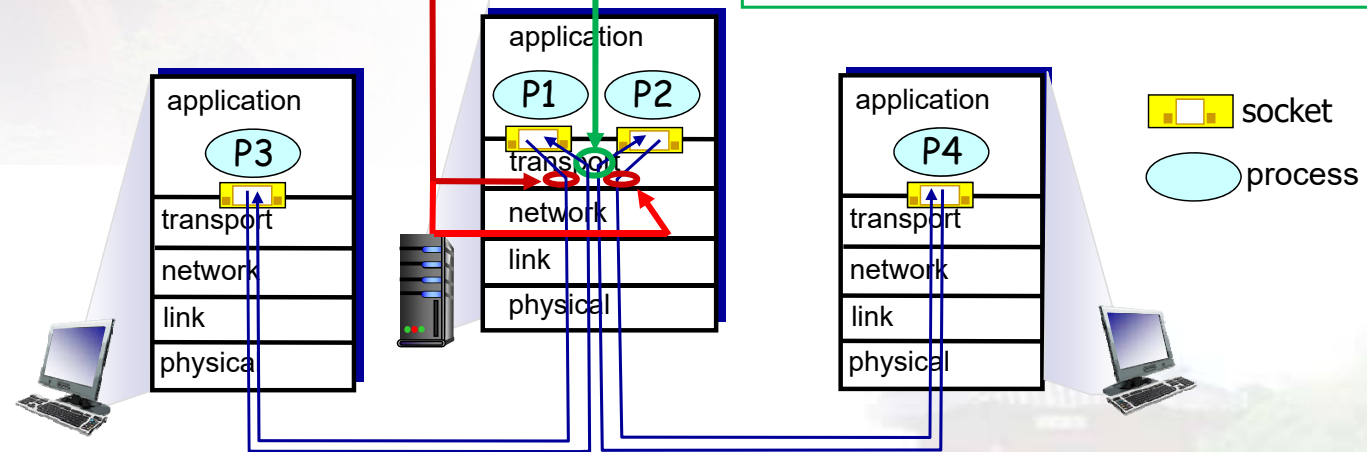 application
P3
transport
network
link
physica
application
P1 P2
transport
network
link
physical
application
P4
transport
network
link
physical
socket
process